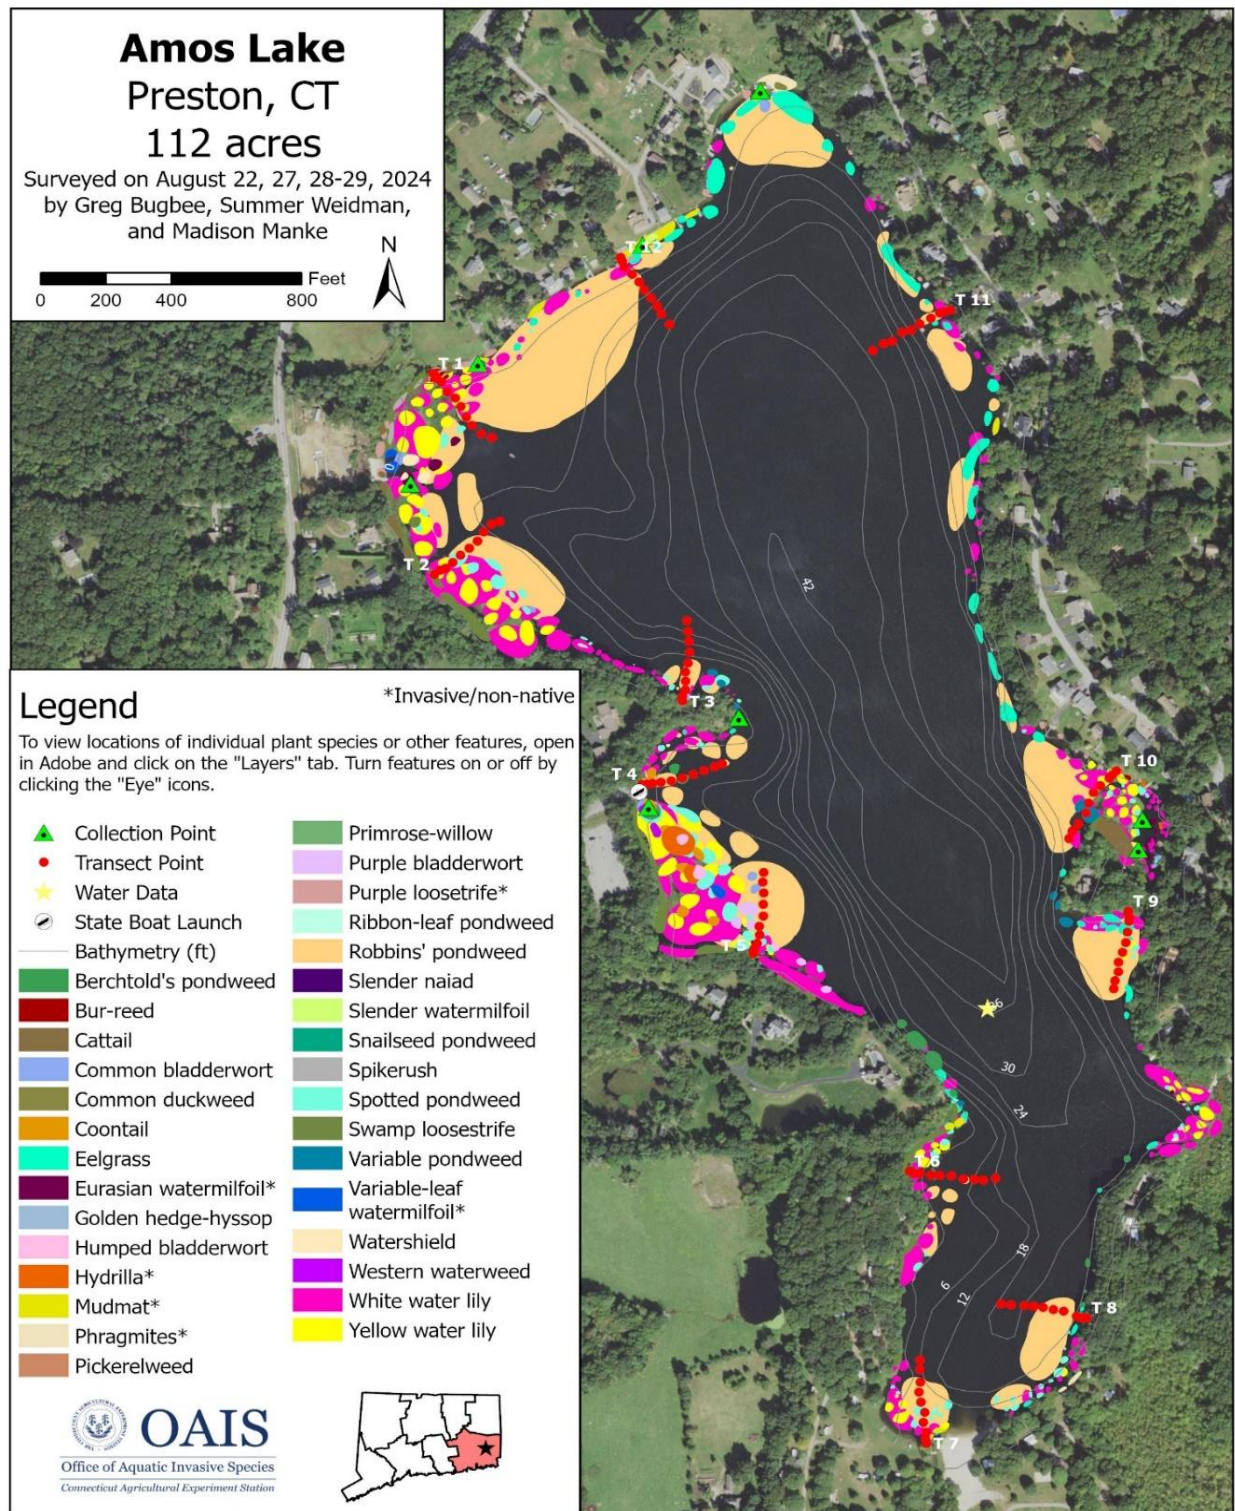 Amos Lake
Preston, CT
112 acres
Surveyed on August 22, 27, 28-29, 2024
by Greg Bugbee, Summer Weidman,
and Madison Manke
N
Feet
0 200 400 800
T 12
T 11
T 1
0
T 2
42
T 3
T 4
T 10
T 9
T 5
36
30
24
T 6
18
6
12
T 8
T 7
Legend
*Invasive/non-native
To view locations of individual plant species or other features, open
in Adobe and click on the "Layers" tab. Turn features on or off by
clicking the "Eye" icons.
Collection Point
Transect Point
Water Data
State Boat Launch
Bathymetry (ft)
Berchtold's pondweed
Bur-reed
Cattail
Common bladderwort
Common duckweed
Coontail
Eelgrass
Eurasian watermilfoil*
Golden hedge-hyssop
Humped bladderwort
Hydrilla*
Mudmat*
Phragmites*
Pickerelweed
Primrose-willow
Purple bladderwort
Purple loosetrife*
Ribbon-leaf pondweed
Robbins' pondweed
Slender naiad
Slender watermilfoil
Snailseed pondweed
Spikerush
Spotted pondweed
Swamp loosestrife
Variable pondweed
Variable-leaf
watermilfoil*
Watershield
Western waterweed
White water lily
Yellow water lily
OAIS
Office of Aquatic Invasive Species
Connecticut Agricultural Experiment Station